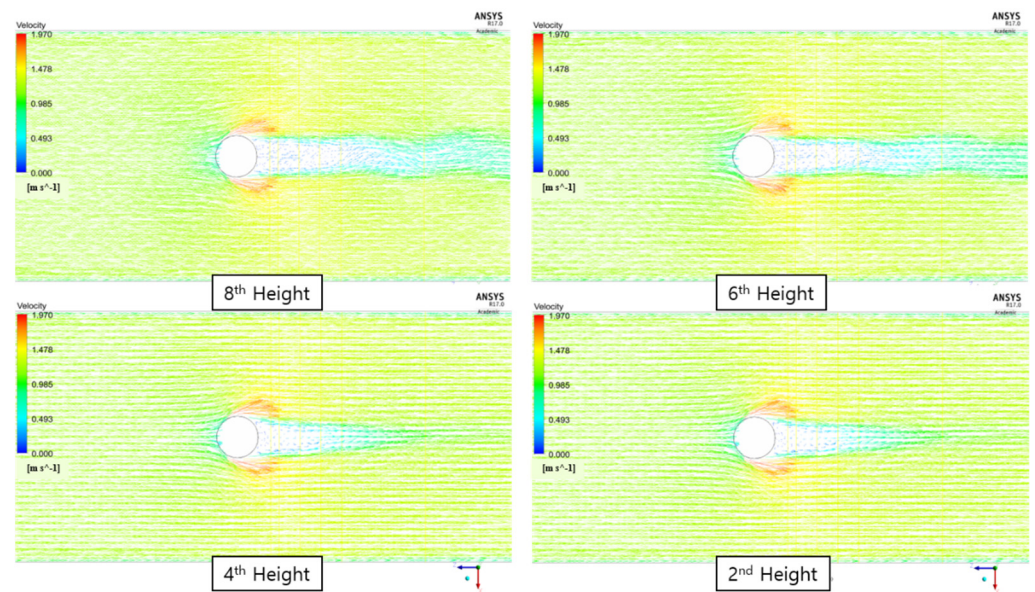 ANSYS
R17.0
Academic
Velocity
1.970
1.478
0.985
0.493
0.000
[m s^-1]
8th Height
ANSYS
R17.0
Academic
Velocity
1.970
1.478
0.985
0.493
0.000
[m s^-1]
6th Height
ANSYS
R17.0
Academic
Velocity
1.970
1.478
0.985
0.493
0.000
[m s^-1]
4th Height
ANSYS
R17.0
Academic
Velocity
1.970
1.478
0.985
0.493
0.000
[m s^-1]
2nd Height